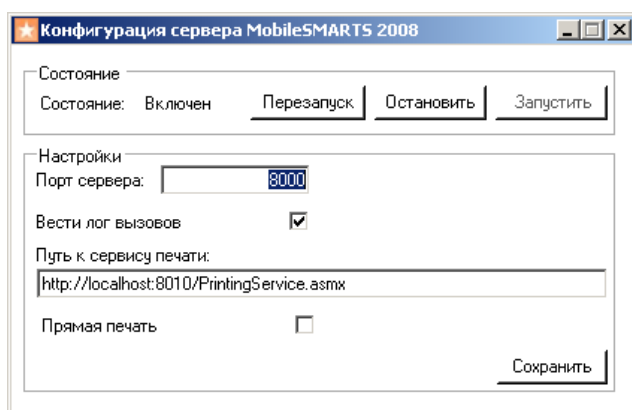 Конфигурация сервера MobileSMARTS 2008
Состояние
Состояние: Включен Перезапуск Остановить Запустить
Настройки
Порт сервера: 8000
Вести лог вызовов
Путь к сервису печати:
http://localhost:8010/PrintingService.asmx
Прямая печать
Сохранить